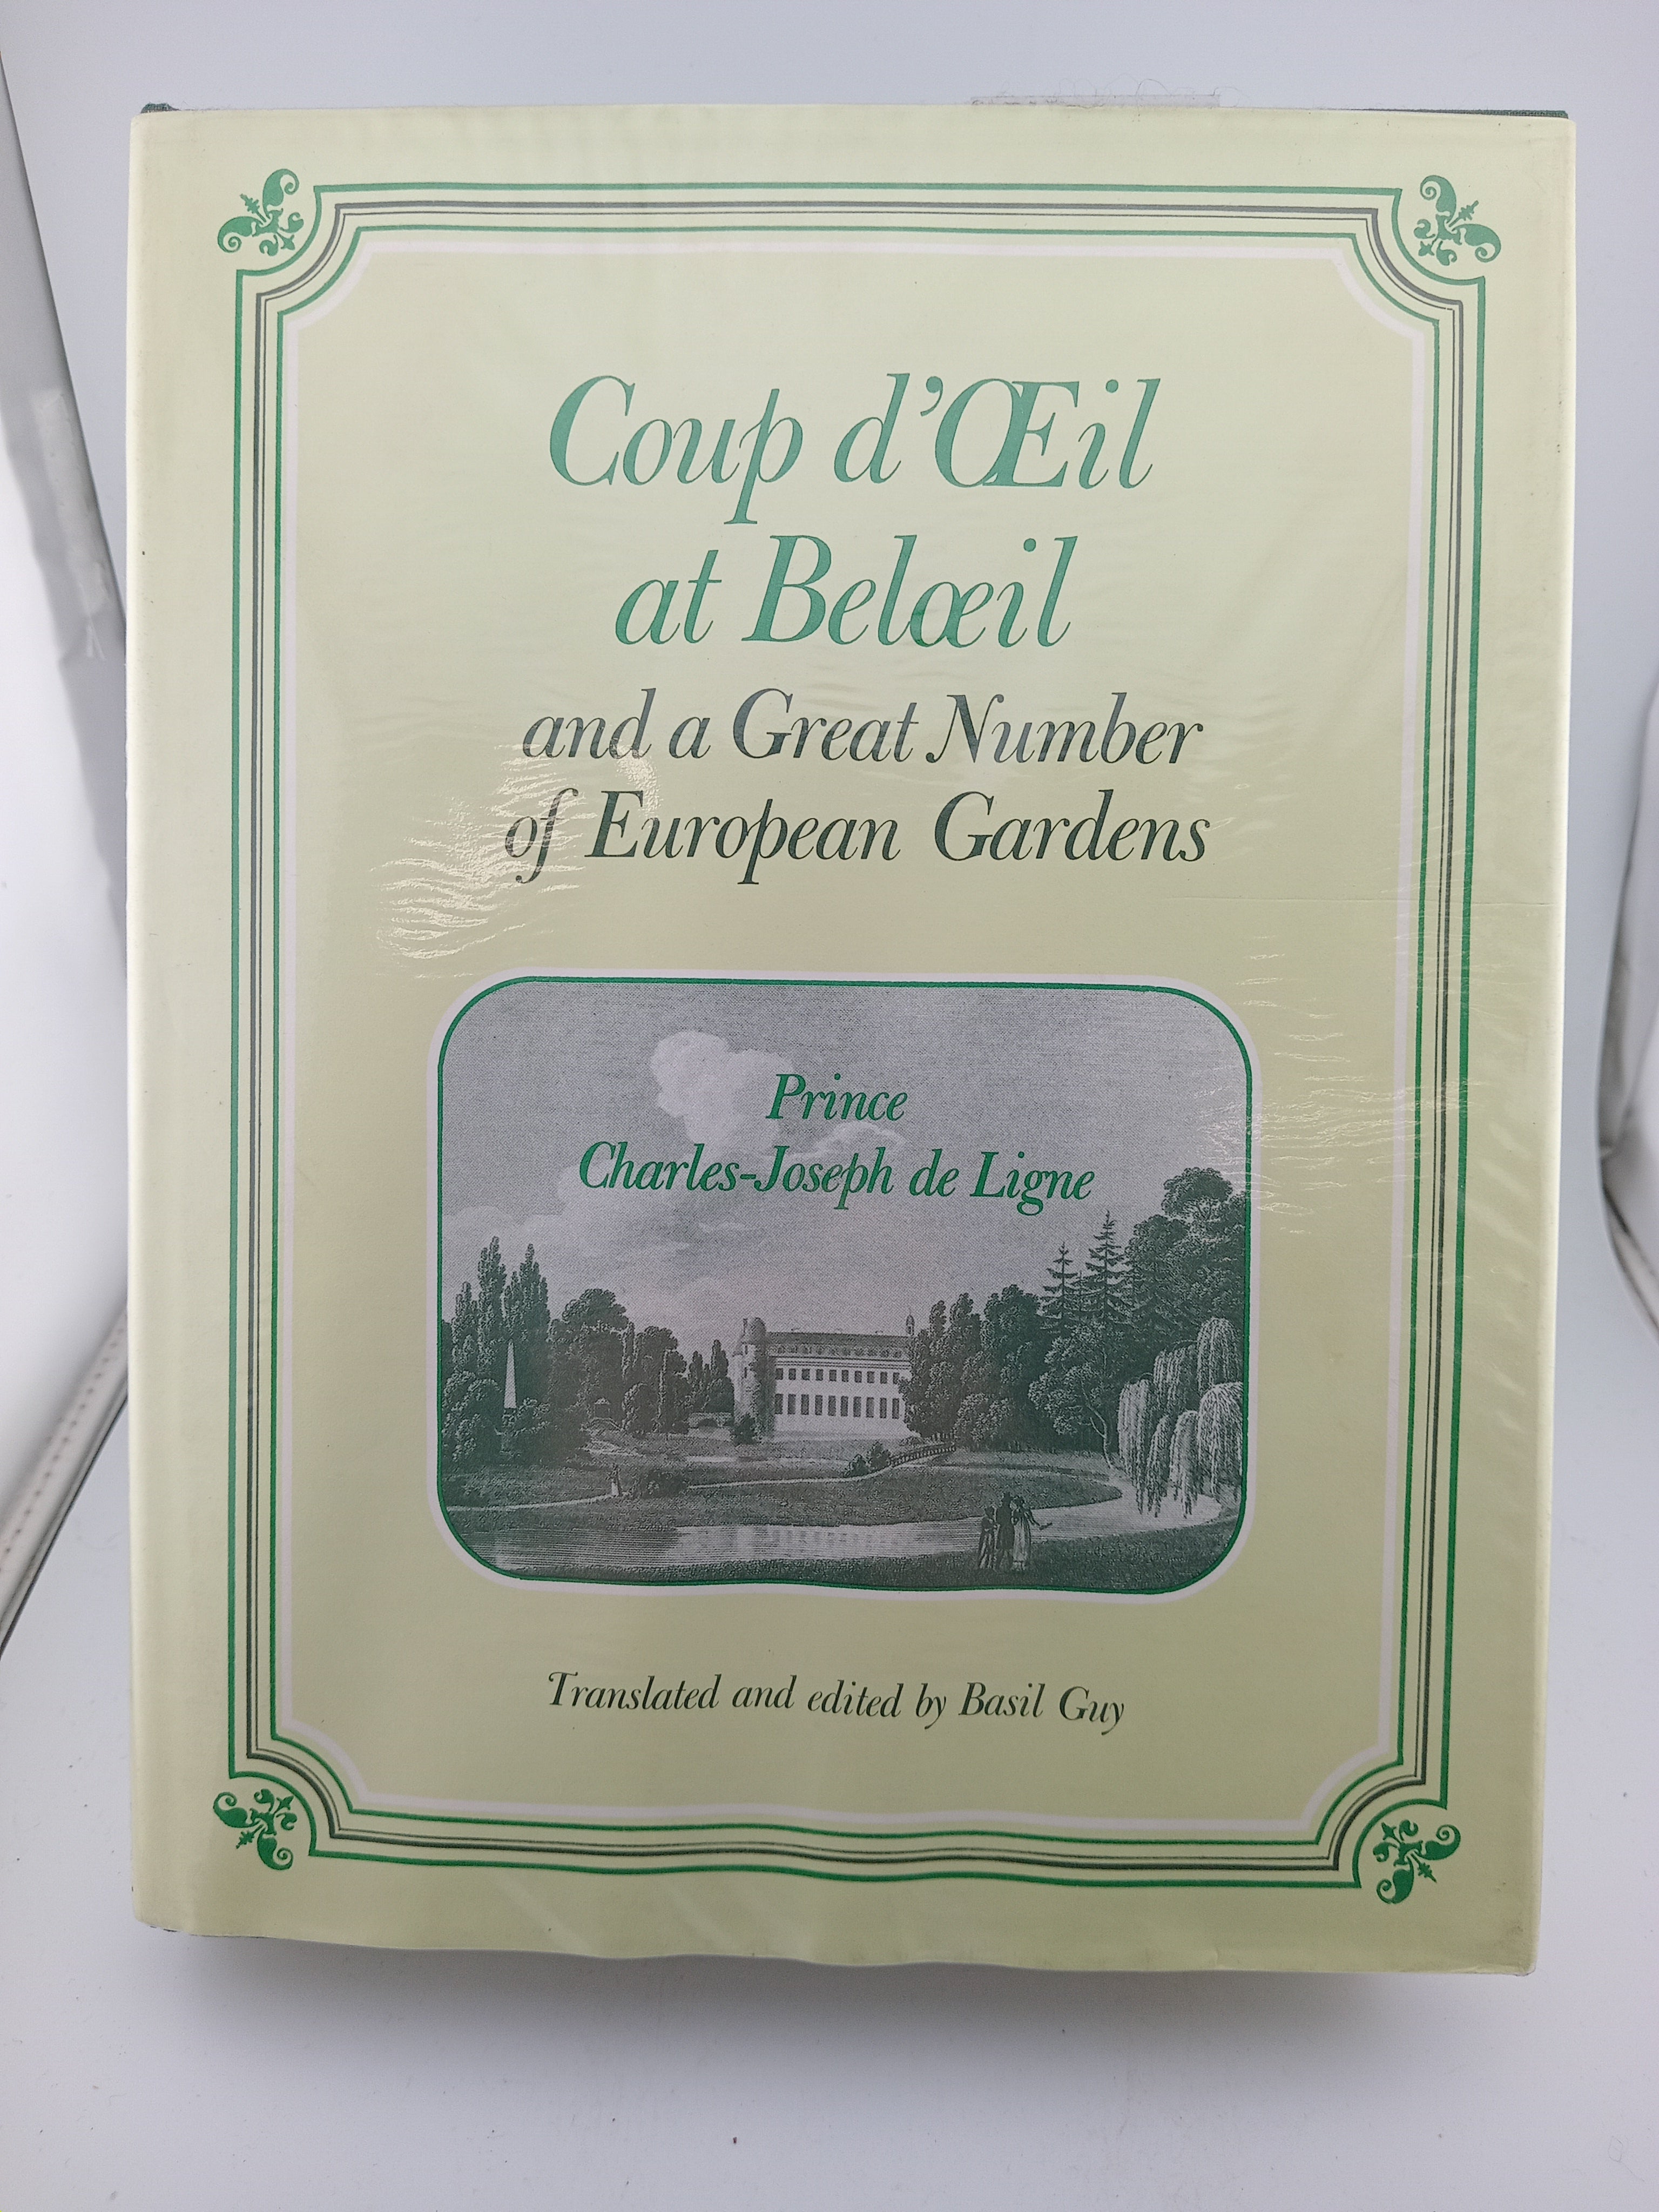 Coup d'Œil
at Belœil
and a Great Number
of European Gardens
Prince
Charles-Joseph de Ligne
Translated and edited by Basil Guy